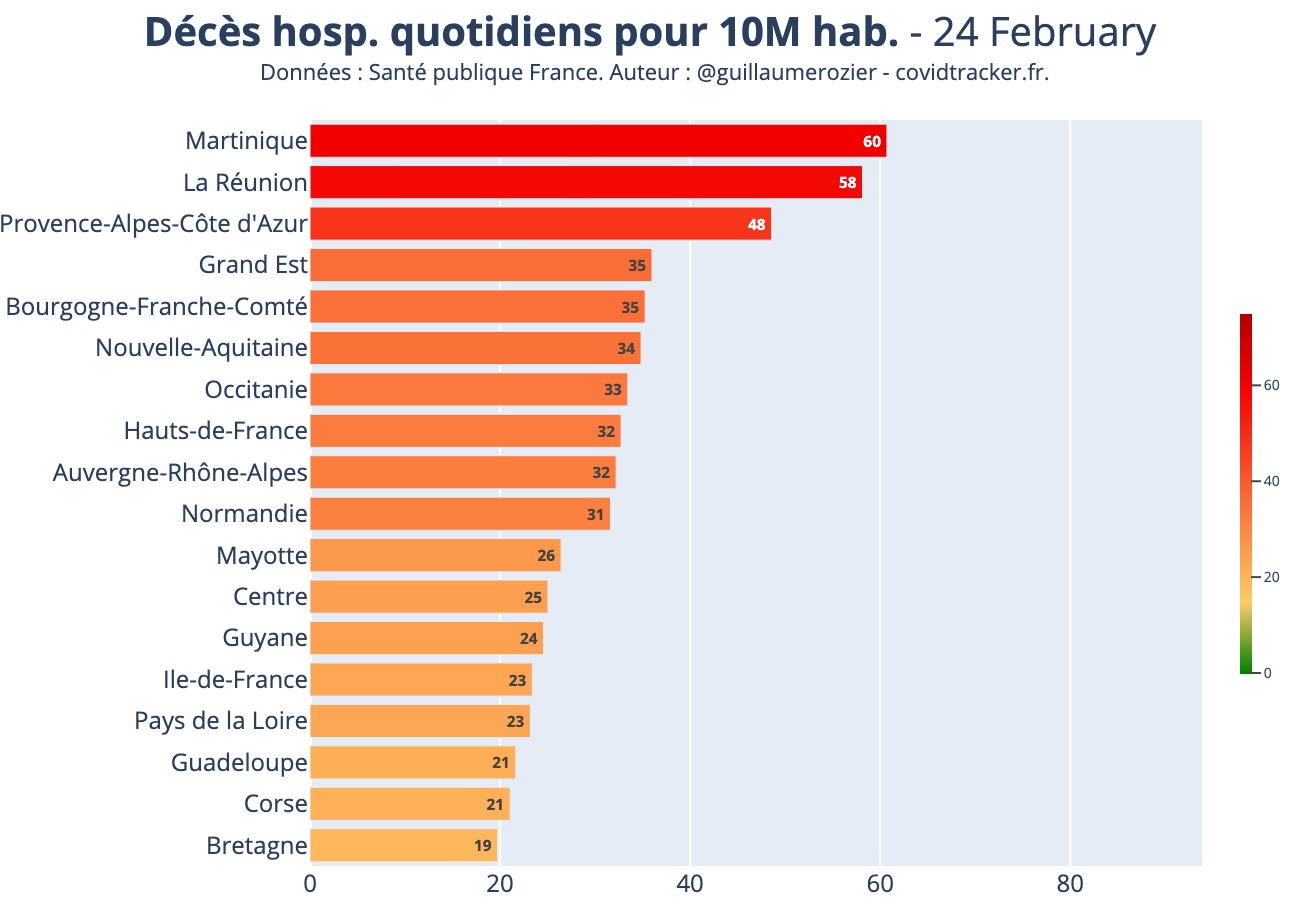 Décès hosp. quotidiens pour 10M hab. - 24 February
Données : Santé publique France. Auteur : @guillaumerozier - covidtracker.fr.
Martinique 60
La Réunion 58
Provence-Alpes-Côte d'Azur 48
Grand Est 35
Bourgogne-Franche-Comté 35
Nouvelle-Aquitaine 34
Occitanie 33
Hauts-de-France 32
Auvergne-Rhône-Alpes 32
Normandie 31
Mayotte 26
Centre 25
Guyane 24
Ile-de-France 23
Pays de la Loire 23
Guadeloupe 21
Corse 21
Bretagne 19
0 20 40 60 80
60
40
20
0